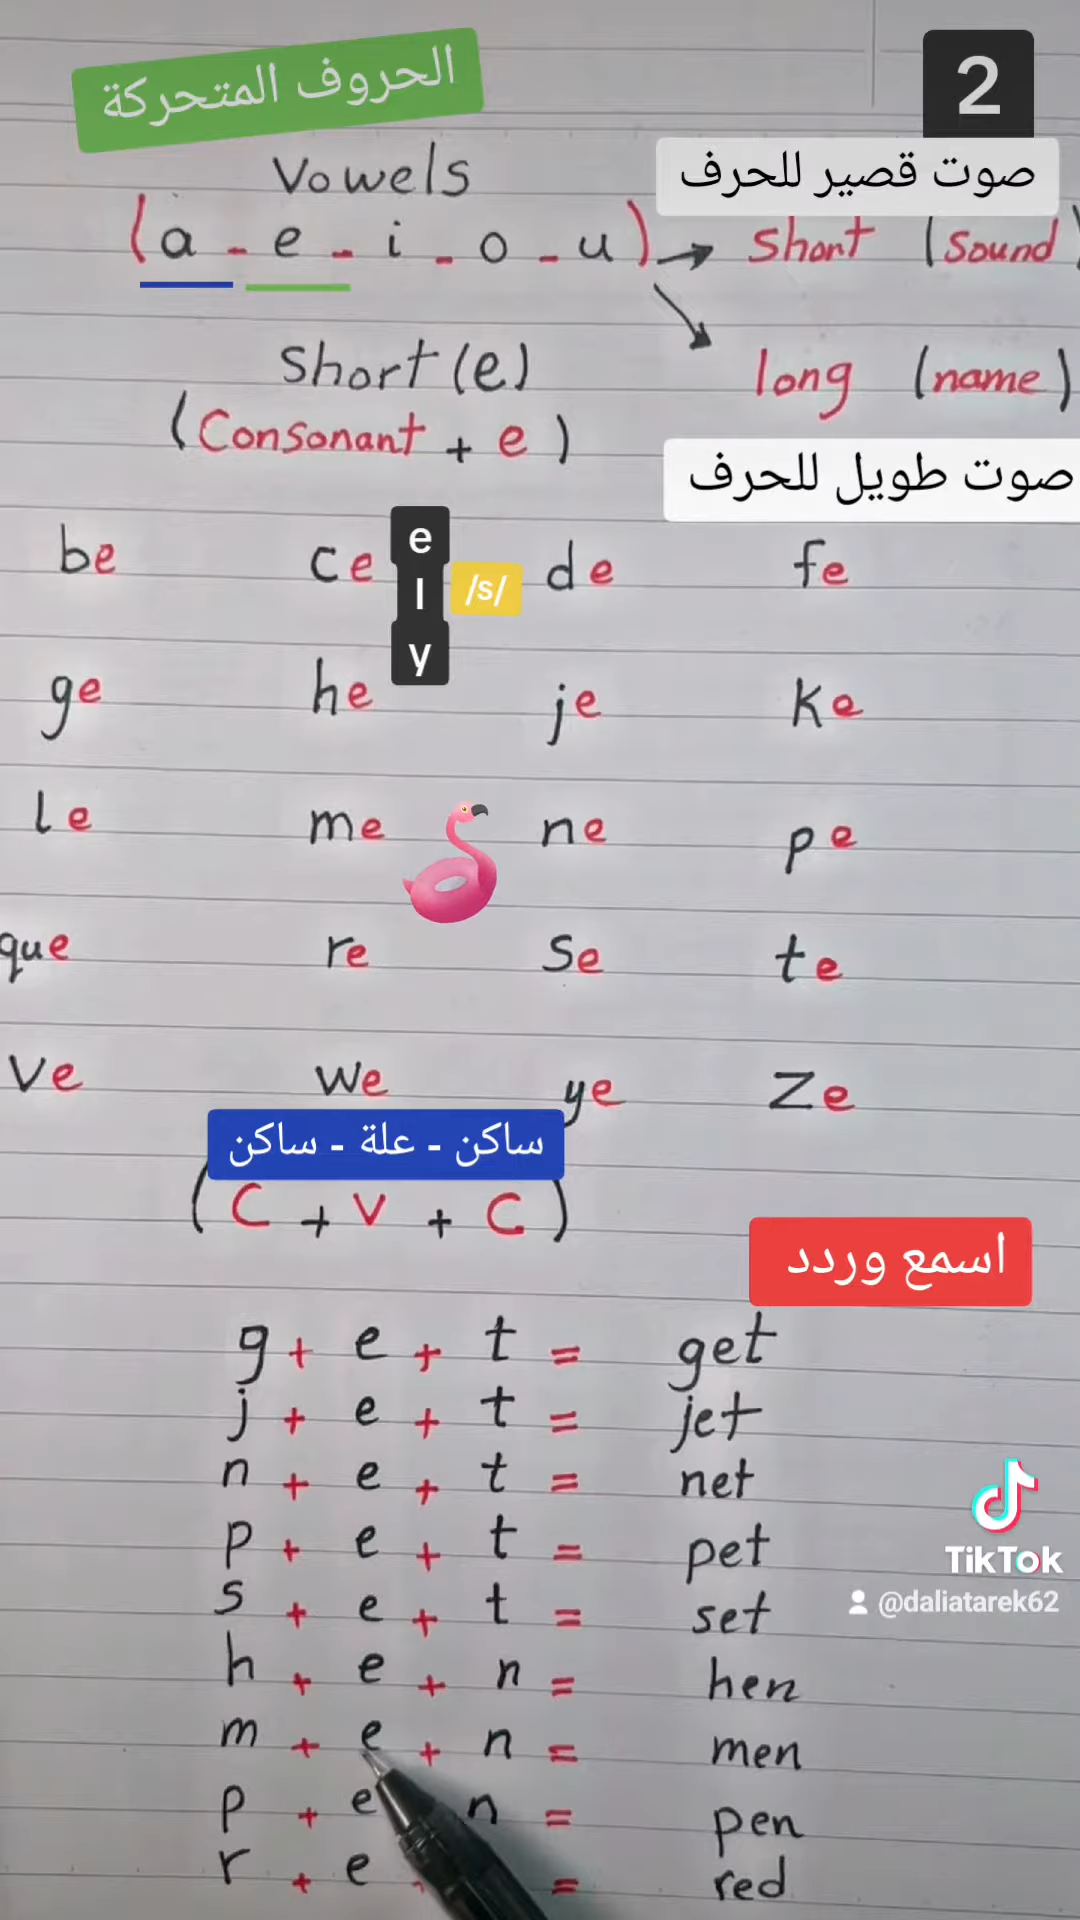 الحروف المتحركة
2
Vowels
صوت قصير للحرف
(a - e - i - o - u) → short (sound)
short (e)
long (name)
(Consonant + e)
صوت طويل للحرف
be ce de fe
e
I
y
/s/
ge he je ke
le me ne pe
que re se te
ve we ye ze
ساكن - علة - ساكن
(C + V + C)
اسمع وردد
g + e + t = get
j + e + t = jet
n + e + t = net
p + e + t = pet
s + e + t = set
h + e + n = hen
m + e + n = men
p + e n = pen
r + e = red
TikTok
@daliatarek62